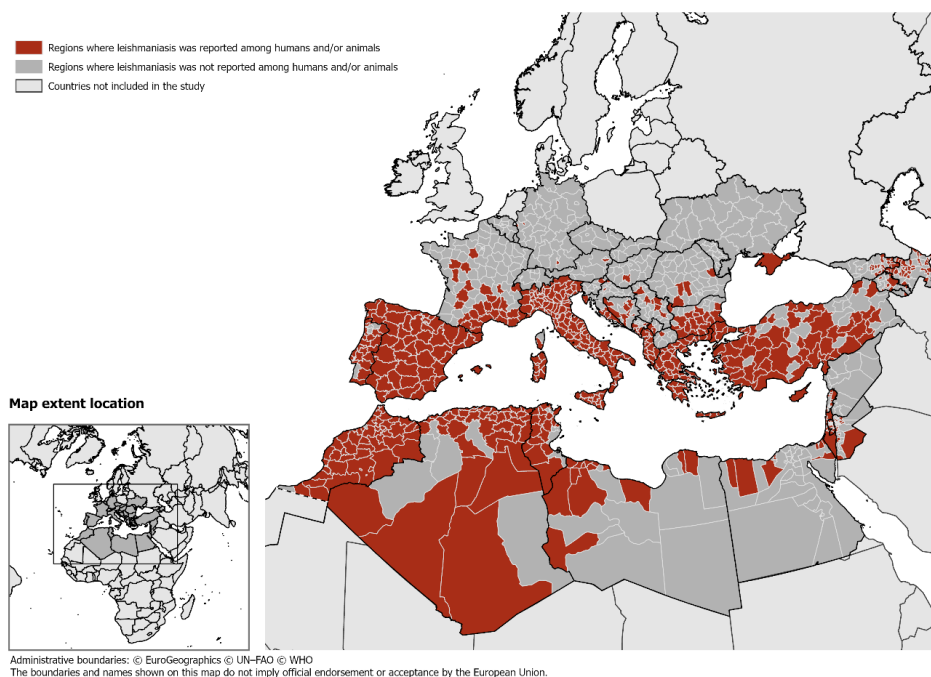 Regions where leishmaniasis was reported among humans and/or animals
Regions where leishmaniasis was not reported among humans and/or animals
Countries not included in the study
Map extent location
Administrative boundaries: © EuroGeographics © UN–FAO © WHO
The boundaries and names shown on this map do not imply official endorsement or acceptance by the European Union.